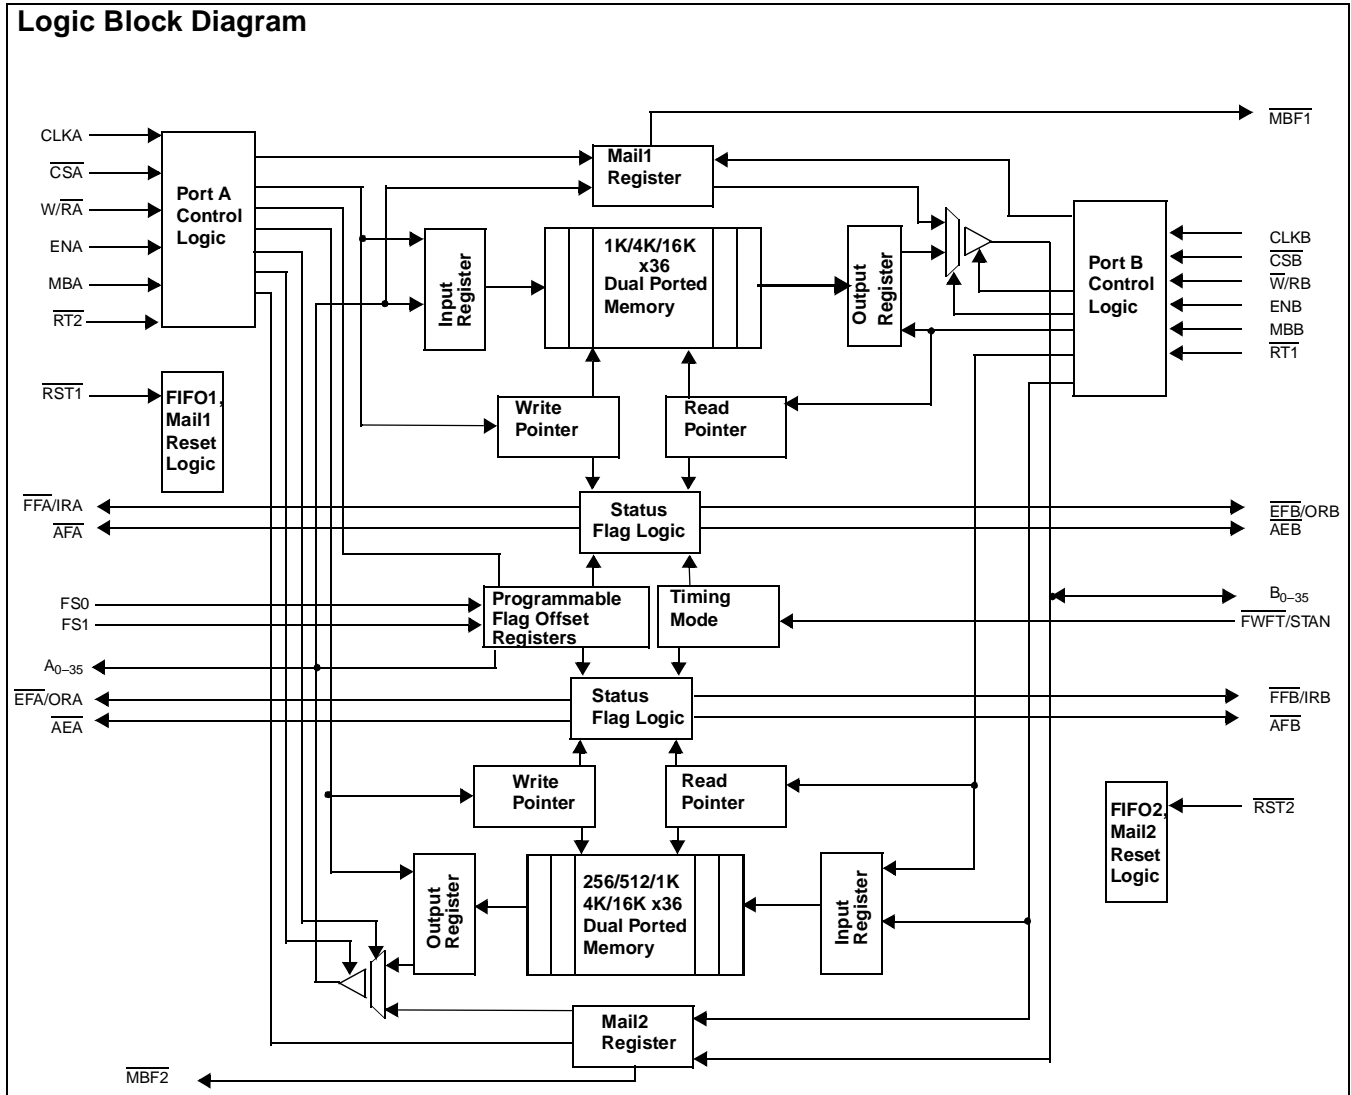 Logic Block Diagram
MBF1
CLKA
CSA
W/RA
ENA
MBA
RT2
Port A
Control
Logic
Mail1
Register
Input
Register
1K/4K/16K
x36
Dual Ported
Memory
Output
Register
Port B
Control
Logic
CLKB
CSB
W/RB
ENB
MBB
RT1
RST1
FIFO1,
Mail1
Reset
Logic
Write
Pointer
Read
Pointer
FFA/IRA
AFA
Status
Flag Logic
EFB/ORB
AEB
FS0
FS1
Programmable
Flag Offset
Registers
Timing
Mode
B0–35
FWFT/STAN
A0–35
EFA/ORA
AEA
Status
Flag Logic
FFB/IRB
AFB
Write
Pointer
Read
Pointer
FIFO2,
Mail2
Reset
Logic
RST2
Output
Register
256/512/1K
4K/16K x36
Dual Ported
Memory
Input
Register
Mail2
Register
MBF2